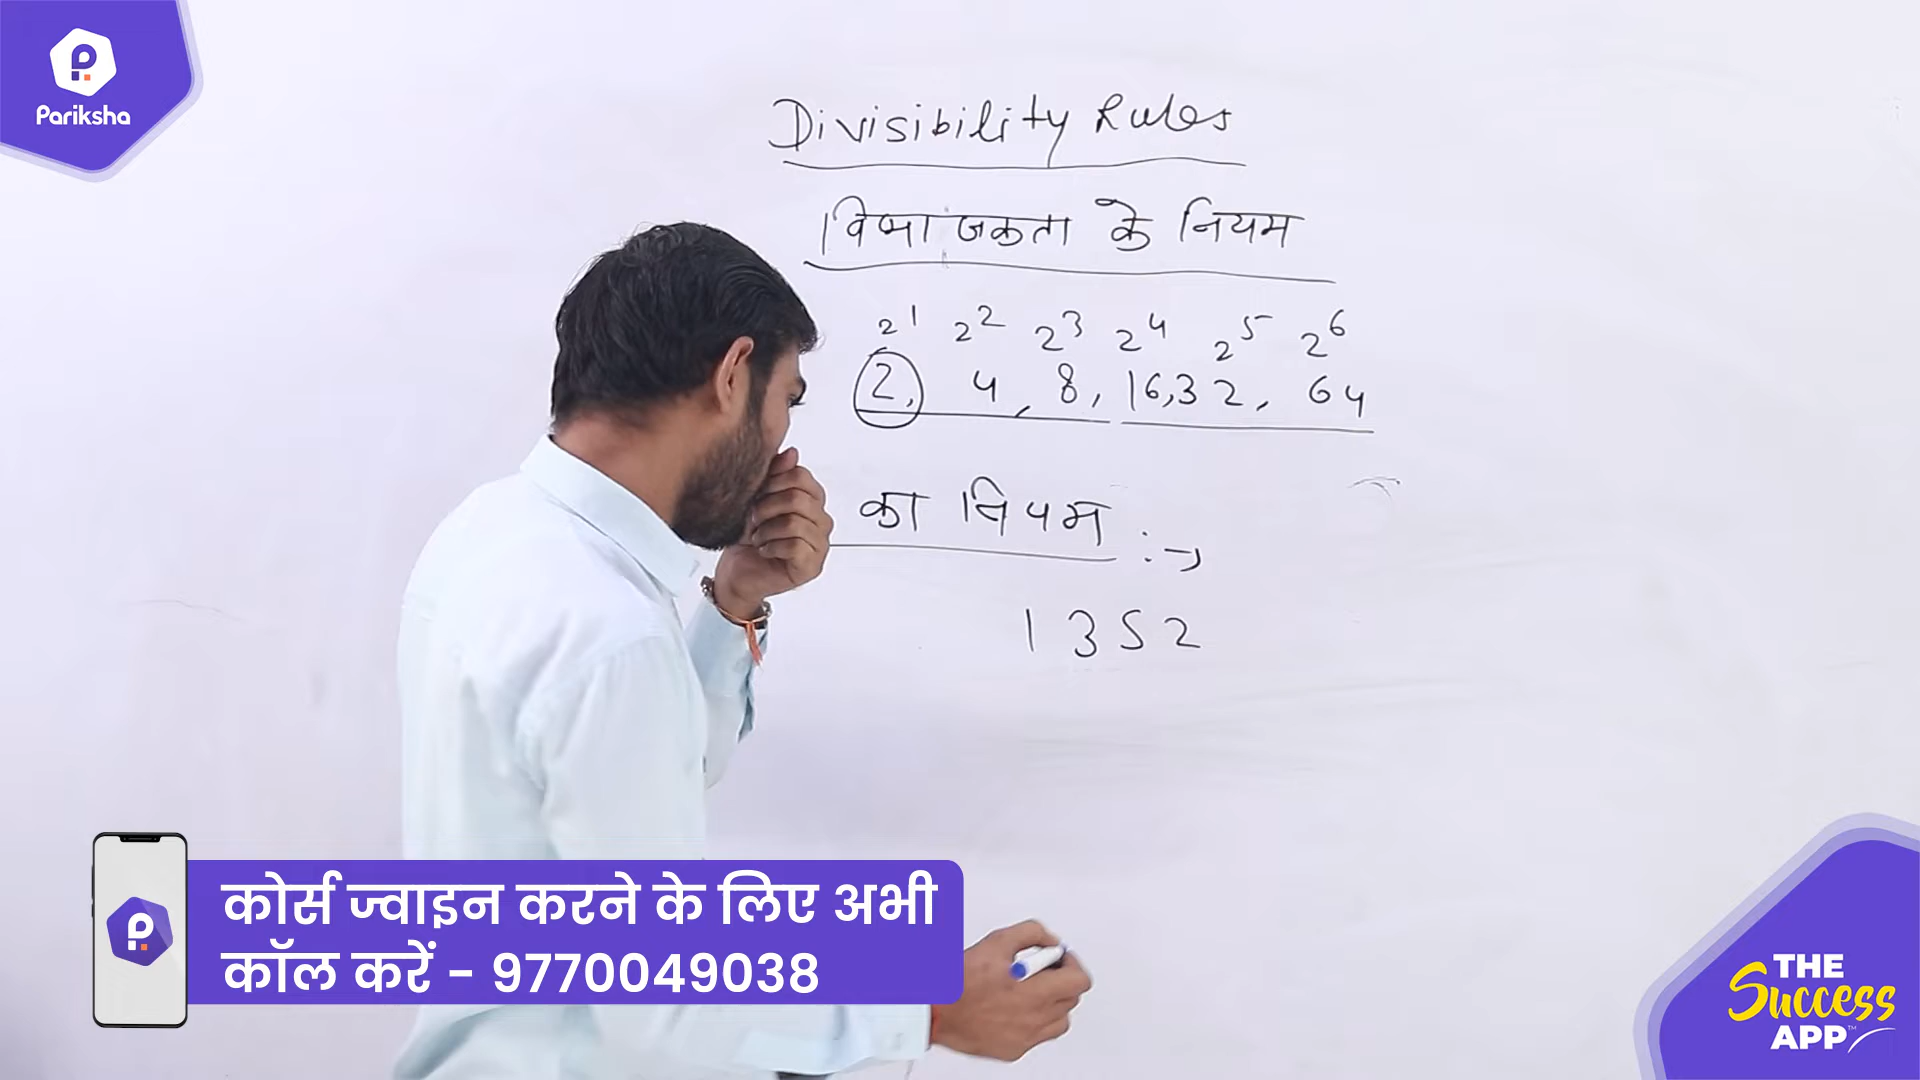 Pariksha
Divisibility Rules
विभाजकता के नियम
2¹ 2² 2³ 2⁴ 2⁵ 2⁶
2, 4, 8, 16, 32, 64
का नियम :→
1352
कोर्स ज्वाइन करने के लिए अभी
कॉल करें - 9770049038
THE
Success
APP™